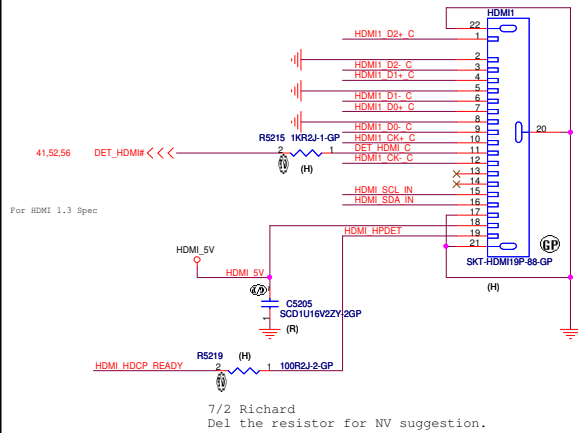 HDMI1
22
HDMI1_D2+_C 1
2
HDMI1_D2-_C 3
HDMI1_D1+_C 4
5
HDMI1_D1-_C 6
HDMI1_D0+_C 7
8
HDMI1_D0-_C 9
20
R5215 1KR2J-1-GP
HDMI1_CK+_C 10
41,52,56 DET_HDMI# 2 1 DET_HDMI_C 11
HDMI1_CK-_C 12
(H)
13
14
HDMI_SCL_IN 15
HDMI_SDA_IN 16
For HDMI 1.3 Spec
17
18
HDMI_HPDET 19
21
GP
HDMI_5V
SKT-HDMI19P-88-GP
HDMI_5V
(H)
2
C5205
SCD1U16V2ZY-2GP
1
(R)
R5219 (H)
HDMI_HDCP_READY 2 1 100R2J-2-GP
7/2 Richard
Del the resistor for NV suggestion.